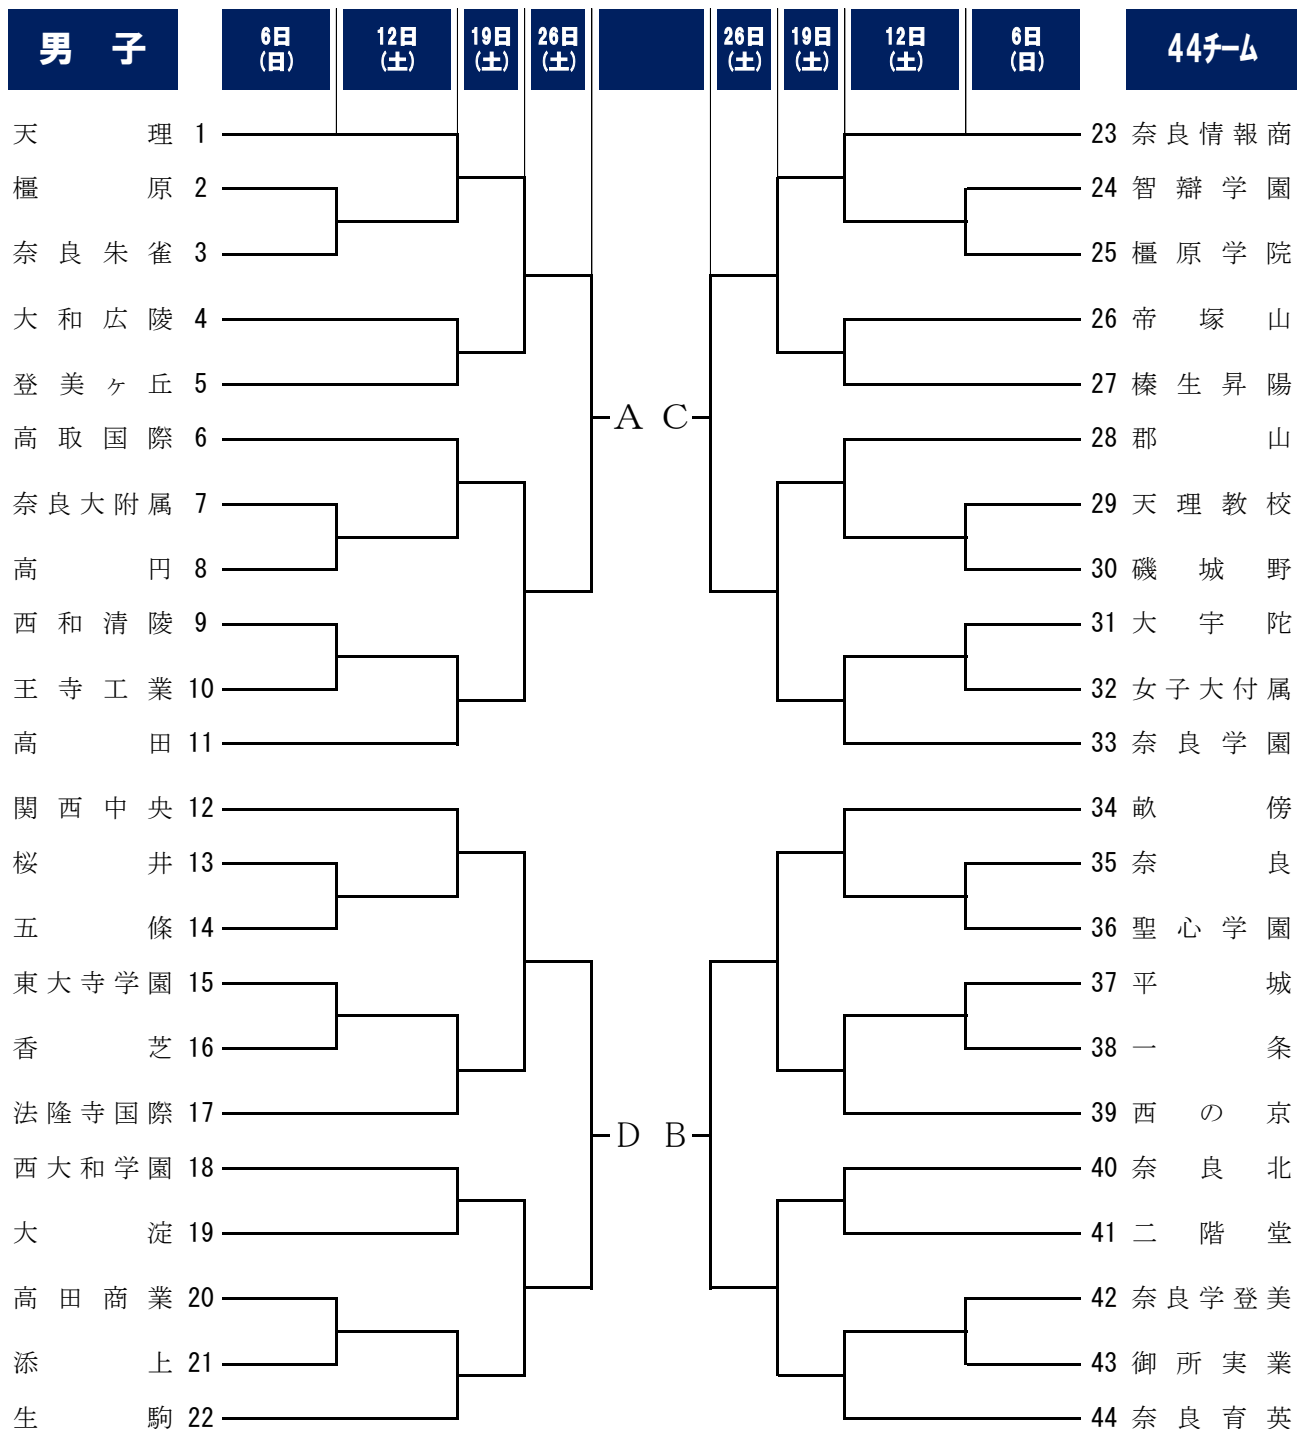 男 子 6日(日) 12日(土) 19日(土) 26日(土) 26日(土) 19日(土) 12日(土) 6日(日) 44チーム
天理 1 23 奈良情報商
橿原 2 24 智辯学園
奈良朱雀 3 25 橿原学院
大和広陵 4 26 帝塚山
登美ヶ丘 5 27 榛生昇陽
A C
高取国際 6 28 郡山
奈良大附属 7 29 天理教校
高円 8 30 磯城野
西和清陵 9 31 大宇陀
王寺工業 10 32 女子大付属
高田 11 33 奈良学園
関西中央 12 34 畝傍
桜井 13 35 奈良
五條 14 36 聖心学園
東大寺学園 15 37 平城
香芝 16 38 一条
法隆寺国際 17 39 西の京
D B
西大和学園 18 40 奈良北
大淀 19 41 二階堂
高田商業 20 42 奈良学登美
添上 21 43 御所実業
生駒 22 44 奈良育英